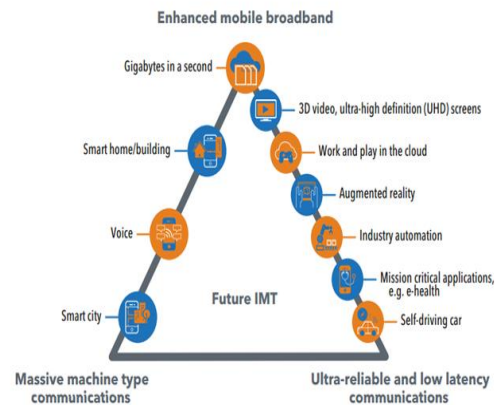 Enhanced mobile broadband
Gigabytes in a second
3D video, ultra-high definition (UHD) screens
Smart home/building
Work and play in the cloud
Augmented reality
Voice
Industry automation
Mission critical applications,
e.g. e-health
Future IMT
Smart city
Self-driving car
Massive machine type
communications
Ultra-reliable and low latency
communications